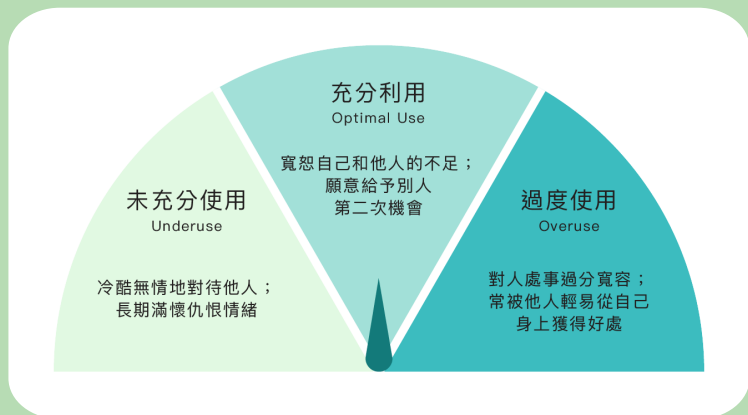 充分利用
Optimal Use
寬恕自己和他人的不足；
願意給予別人
第二次機會
未充分使用
Underuse
冷酷無情地對待他人；
長期滿懷仇恨情緒
過度使用
Overuse
對人處事過分寬容；
常被他人輕易從自己
身上獲得好處